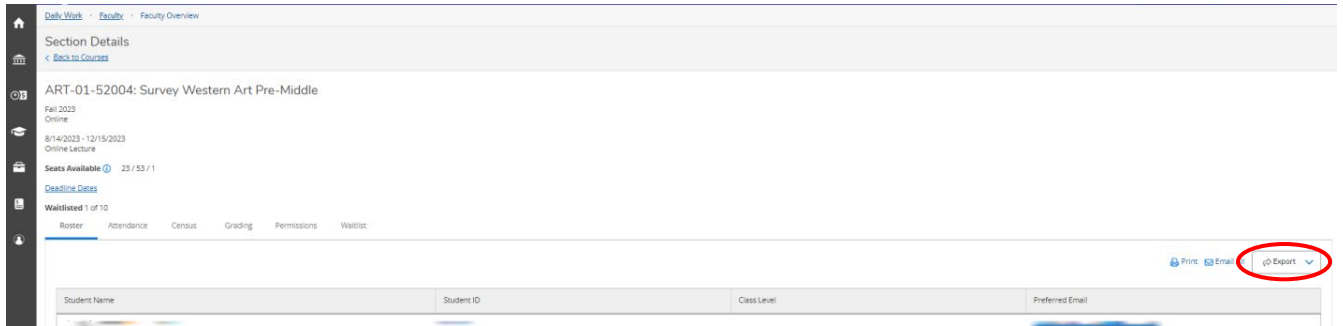 Daily Work · Faculty · Faculty Overview
Section Details
< Back to Courses
ART-01-52004: Survey Western Art Pre-Middle
Fall 2023
Online
8/14/2023 - 12/15/2023
Online Lecture
Seats Available 23 / 53 / 1
Deadline Dates
Waitlisted 1 of 10
Roster Attendance Census Grading Permissions Waitlist
Print Email Export
Student Name Student ID Class Level Preferred Email